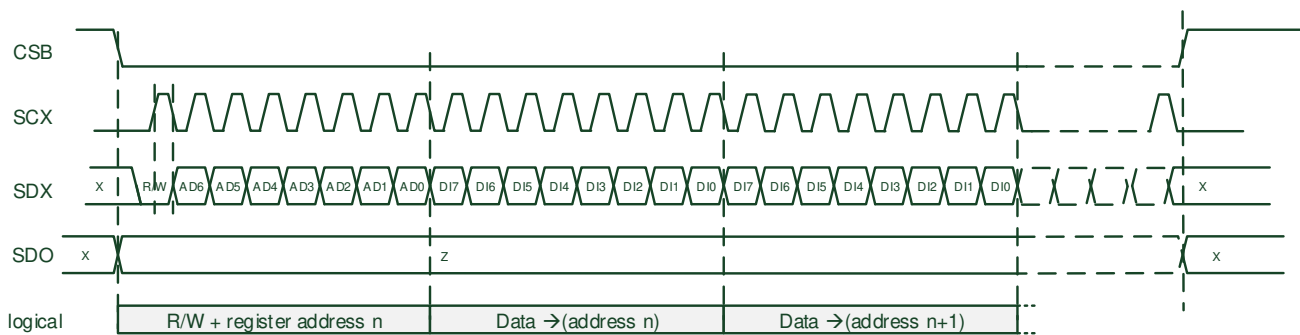 CSB
SCX
SDX X R/W AD6 AD5 AD4 AD3 AD2 AD1 AD0 DI7 DI6 DI5 DI4 DI3 DI2 DI1 DI0 DI7 DI6 DI5 DI4 DI3 DI2 DI1 DI0 X
SDO X Z X
logical R/W + register address n Data →(address n) Data →(address n+1)